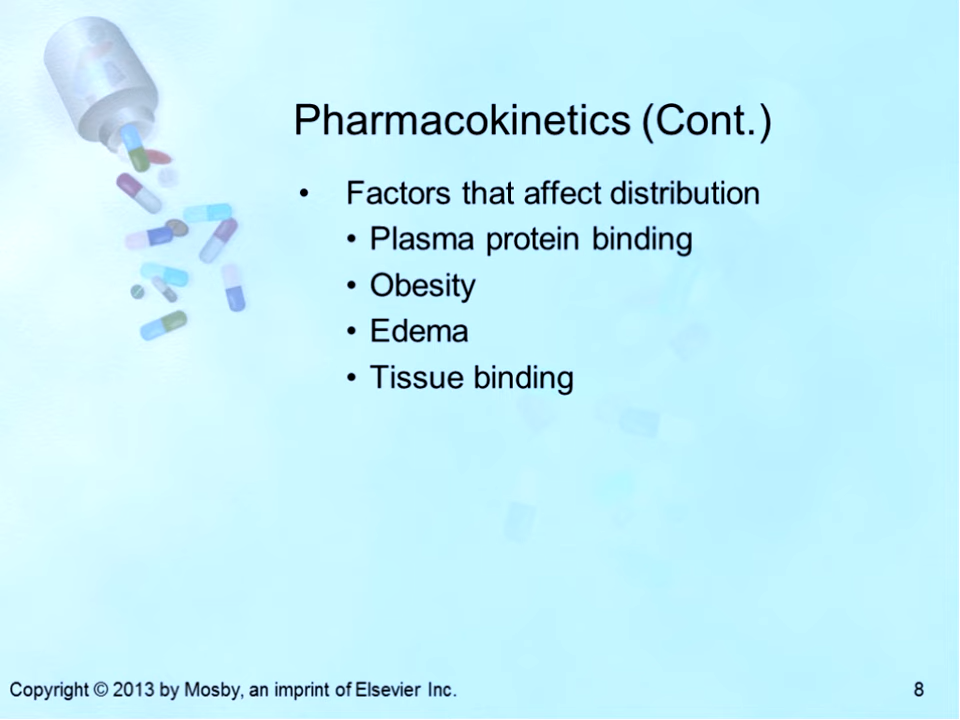 Pharmacokinetics (Cont.)
• Factors that affect distribution
• Plasma protein binding
• Obesity
• Edema
• Tissue binding
Copyright © 2013 by Mosby, an imprint of Elsevier Inc.
8